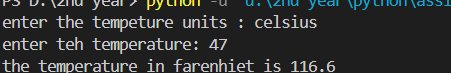 PS D:\2nd year> python -u "d:\2nd year\python\assi
enter the tempeture units : celsius
enter teh temperature: 47
the temperature in farenhiet is 116.6